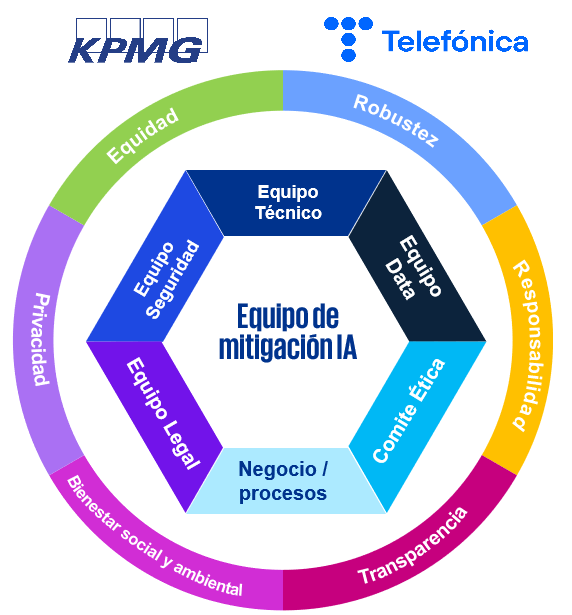 KPMG
Telefónica
Equidad
Robustez
Responsabilidad
Transparencia
Bienestar social y ambiental
Privacidad
Equipo
Técnico
Equipo
Data
Comite Ética
Negocio /
procesos
Equipo Legal
Equipo
Seguridad
Equipo de
mitigación IA